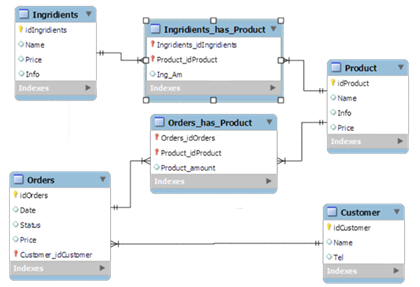 Ingridients
idIngridients
Name
Price
Info
Indexes
Ingridients_has_Product
Ingridients_idIngridients
Product_idProduct
Ing_Am
Indexes
Product
idProduct
Name
Info
Price
Indexes
Orders_has_Product
Orders_idOrders
Product_idProduct
Product_amount
Indexes
Orders
idOrders
Date
Status
Price
Customer_idCustomer
Indexes
Customer
idCustomer
Name
Tel
Indexes